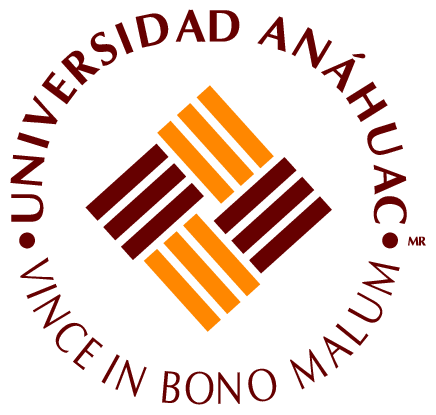 UNIVERSIDAD ANÁHUAC
VINCE IN BONO MALUM
MR